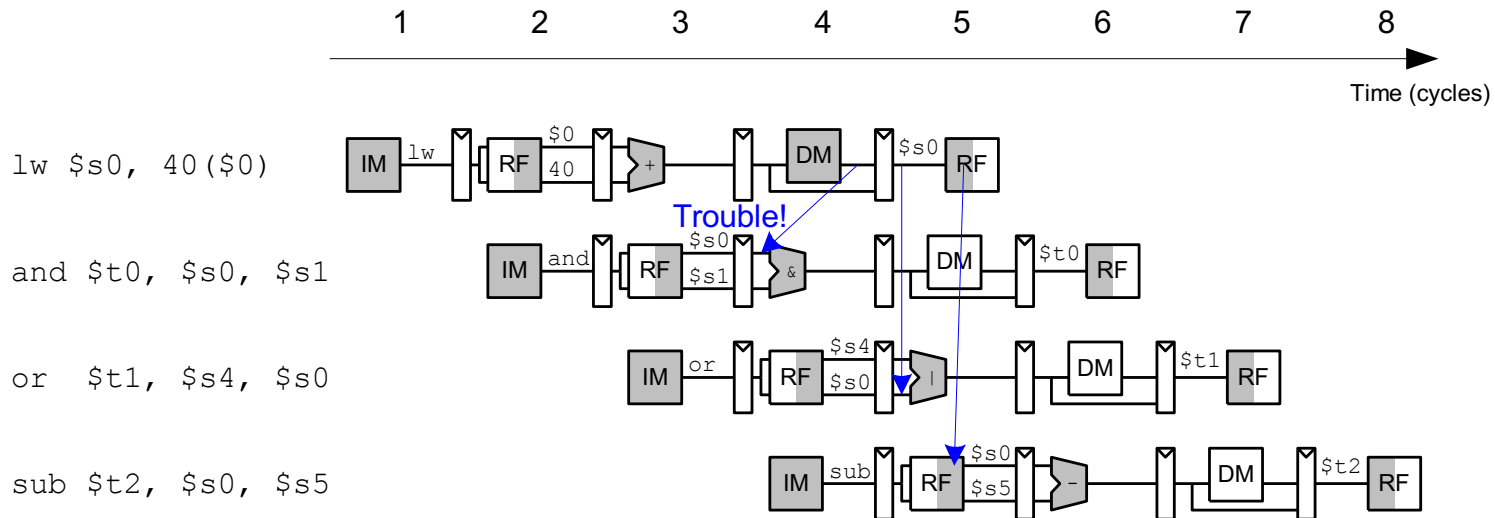 1 2 3 4 5 6 7 8
Time (cycles)
lw $s0, 40($0) IM lw RF $0 40 + DM $s0 RF
Trouble!
and $t0, $s0, $s1 IM and RF $s0 $s1 & DM $t0 RF
or $t1, $s4, $s0 IM or RF $s4 $s0 | DM $t1 RF
sub $t2, $s0, $s5 IM sub RF $s0 $s5 - DM $t2 RF